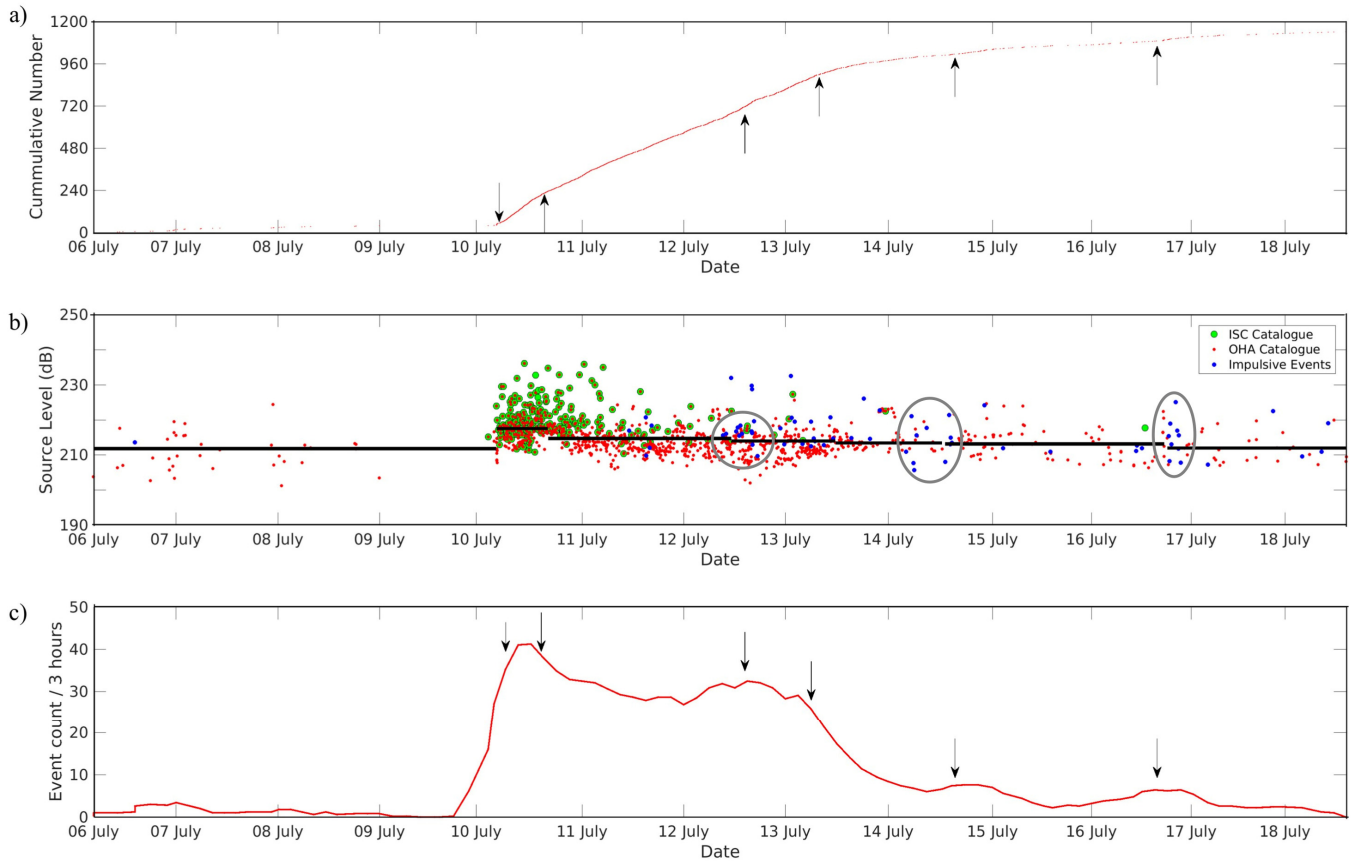 a)
1200
960
720
480
240
0
Cummulative Number
06 July 07 July 08 July 09 July 10 July 11 July 12 July 13 July 14 July 15 July 16 July 17 July 18 July
Date
b)
250
230
210
190
Source Level (dB)
ISC Catalogue
OHA Catalogue
Impulsive Events
06 July 07 July 08 July 09 July 10 July 11 July 12 July 13 July 14 July 15 July 16 July 17 July 18 July
Date
c)
50
40
30
20
10
0
Event count / 3 hours
06 July 07 July 08 July 09 July 10 July 11 July 12 July 13 July 14 July 15 July 16 July 17 July 18 July
Date